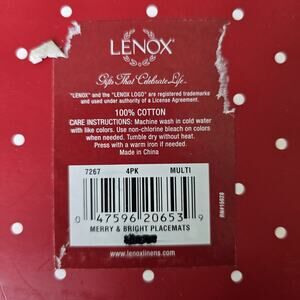 LENOX®
Gifts That Celebrate Life™
"LENOX" and the "LENOX LOGO" are registered trademarks
and used under authority of a License Agreement.
100% COTTON
CARE INSTRUCTIONS: Machine wash in cold water
with like colors. Use non-chlorine bleach on colors
when needed. Tumble dry without heat.
Press with a warm iron if needed.
Made in China
7267 4PK MULTI
0 47596 20653 9
MERRY & BRIGHT PLACEMATS
www.lenoxlinens.com